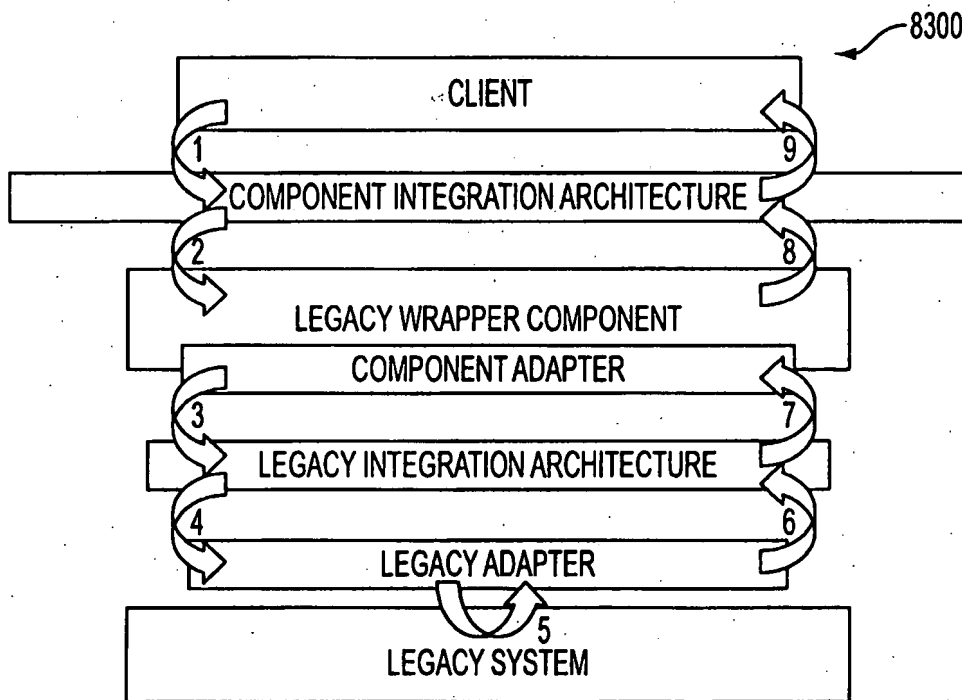 8300
CLIENT
1
9
COMPONENT INTEGRATION ARCHITECTURE
2
8
LEGACY WRAPPER COMPONENT
COMPONENT ADAPTER
3
7
LEGACY INTEGRATION ARCHITECTURE
4
6
LEGACY ADAPTER
5
LEGACY SYSTEM